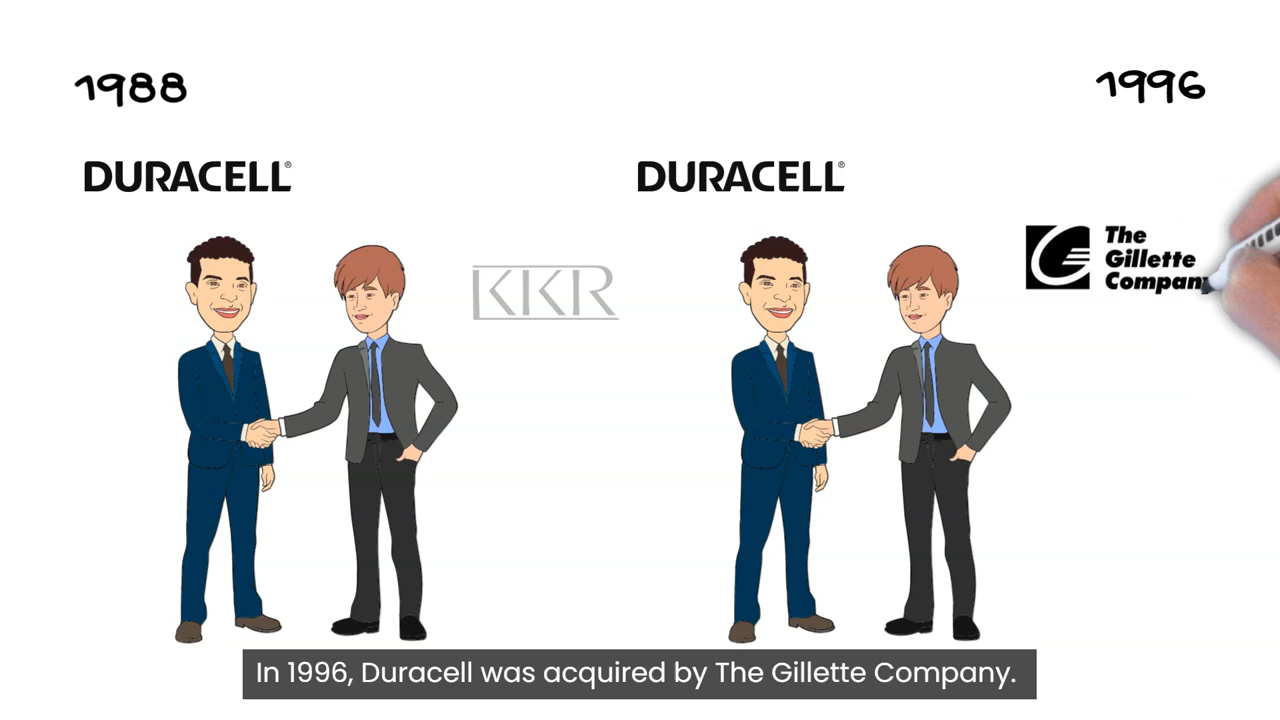 1988
1996
DURACELL®
DURACELL®
KKR
The
Gillette
Company
In 1996, Duracell was acquired by The Gillette Company.